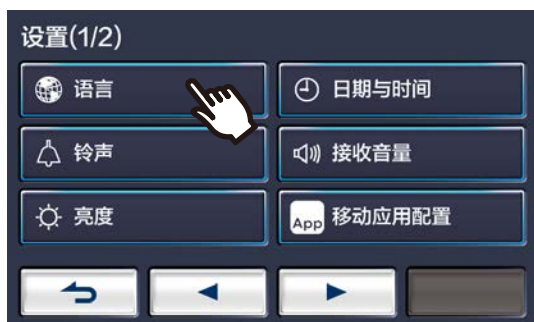 设置(1/2)
语言
日期与时间
铃声
接收音量
亮度
App 移动应用配置